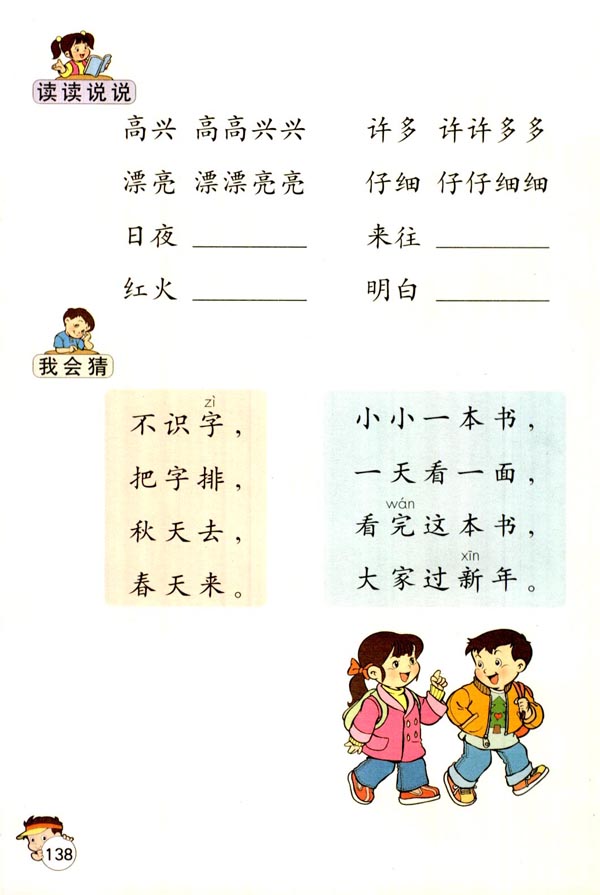 读读说说
高兴 高高兴兴 许多 许许多多
漂亮 漂漂亮亮 仔细 仔仔细细
日夜 ________ 来往 ________
红火 ________ 明白 ________
我会猜
zì
不识字，
把字排，
秋天去，
春天来。
小小一本书，
一天看一面，
wán
看完这本书，
xīn
大家过新年。
138